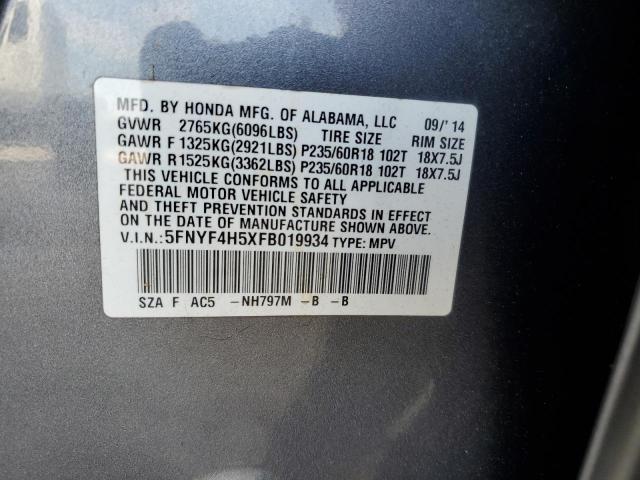 MFD. BY HONDA MFG. OF ALABAMA, LLC 09/'14
GVWR 2765KG(6096LBS) TIRE SIZE RIM SIZE
GAWR F 1325KG(2921LBS) P235/60R18 102T 18X7.5J
GAWR R 1525KG(3362LBS) P235/60R18 102T 18X7.5J
THIS VEHICLE CONFORMS TO ALL APPLICABLE
FEDERAL MOTOR VEHICLE SAFETY
AND THEFT PREVENTION STANDARDS IN EFFECT
ON THE DATE OF MANUFACTURE SHOWN ABOVE.
V.I.N.: 5FNYF4H5XFB019934 TYPE: MPV
SZA F AC5 -NH797M -B -B